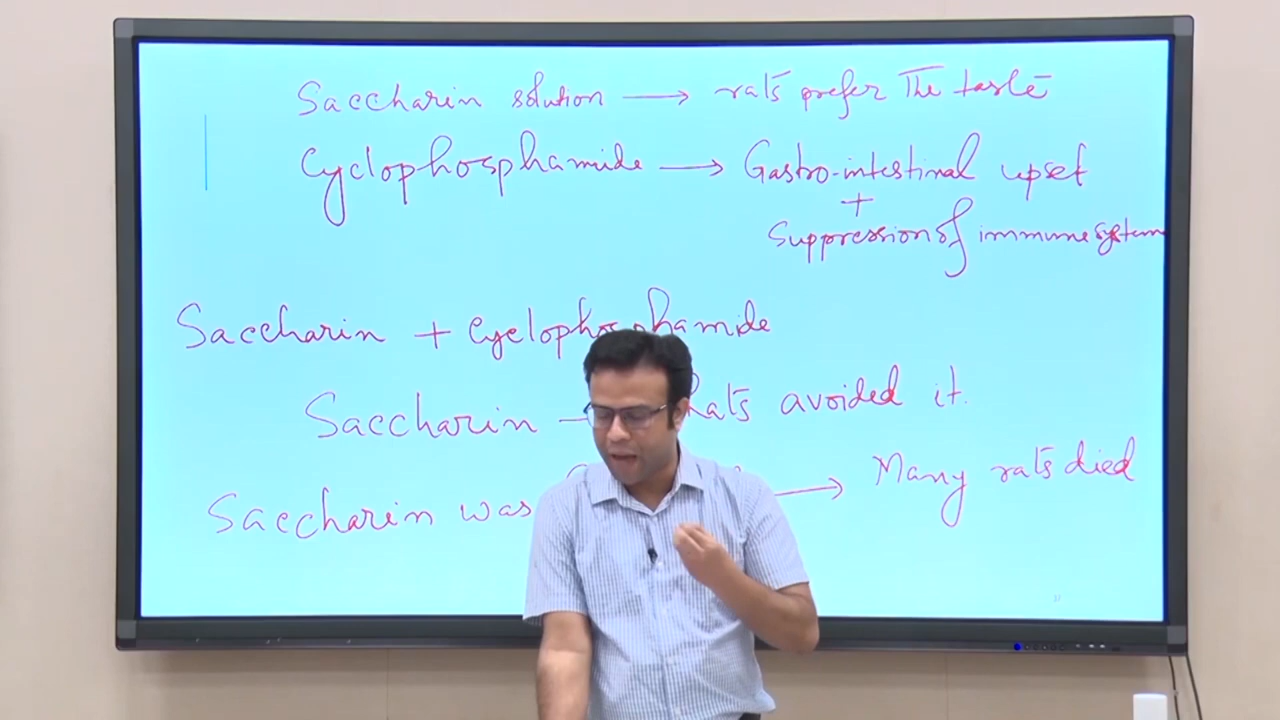 Saccharin solution → rats prefer the taste
Cyclophosphamide → Gastro-intestinal upset
+
Suppression of immune system
Saccharin + Cyclophosphamide
Saccharin → Rats avoided it.
Saccharin was → Many rats died